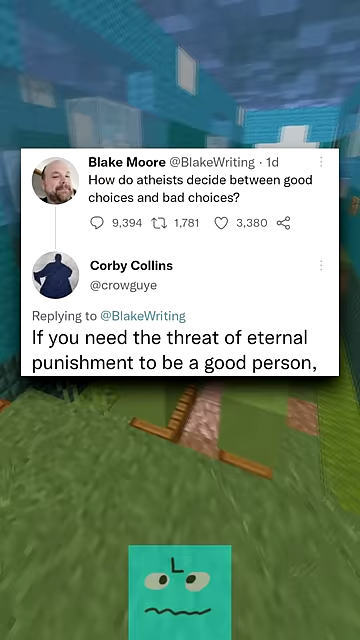 Blake Moore @BlakeWriting · 1d
How do atheists decide between good
choices and bad choices?
9,394 1,781 3,380
Corby Collins
@crowguye
Replying to @BlakeWriting
If you need the threat of eternal
punishment to be a good person,